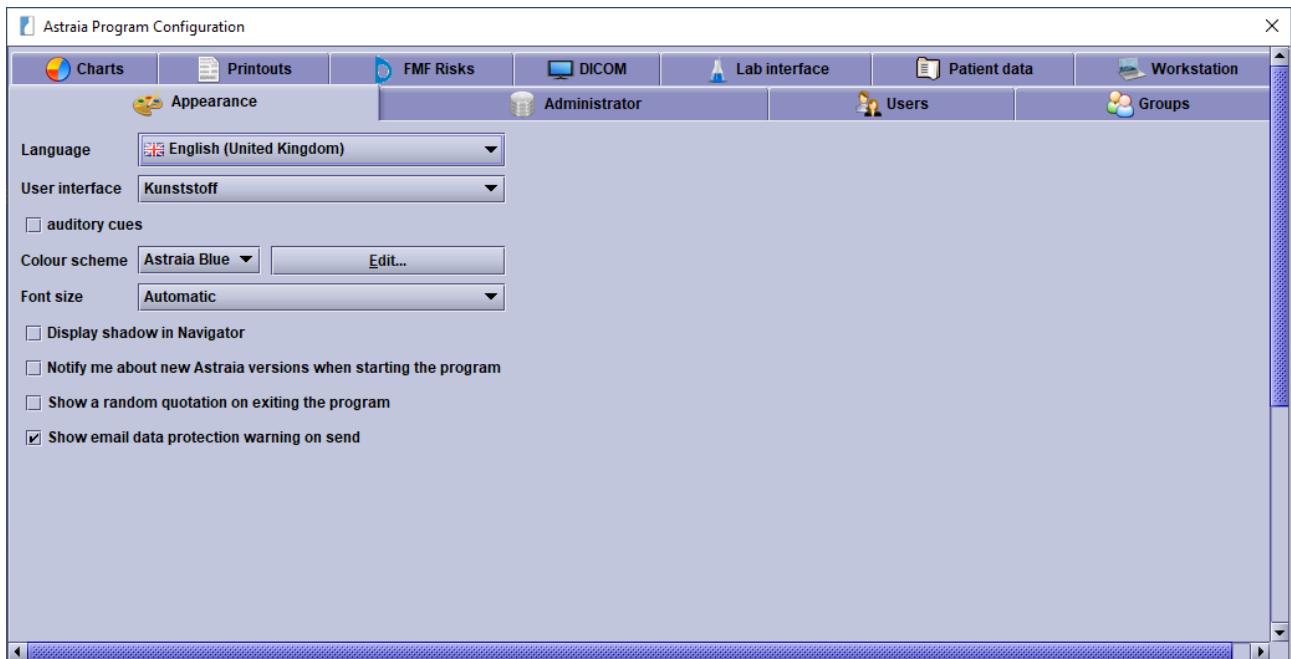 Astraia Program Configuration
Charts Printouts FMF Risks DICOM Lab interface Patient data Workstation
Appearance Administrator Users Groups
Language English (United Kingdom)
User interface Kunststoff
auditory cues
Colour scheme Astraia Blue Edit...
Font size Automatic
Display shadow in Navigator
Notify me about new Astraia versions when starting the program
Show a random quotation on exiting the program
Show email data protection warning on send